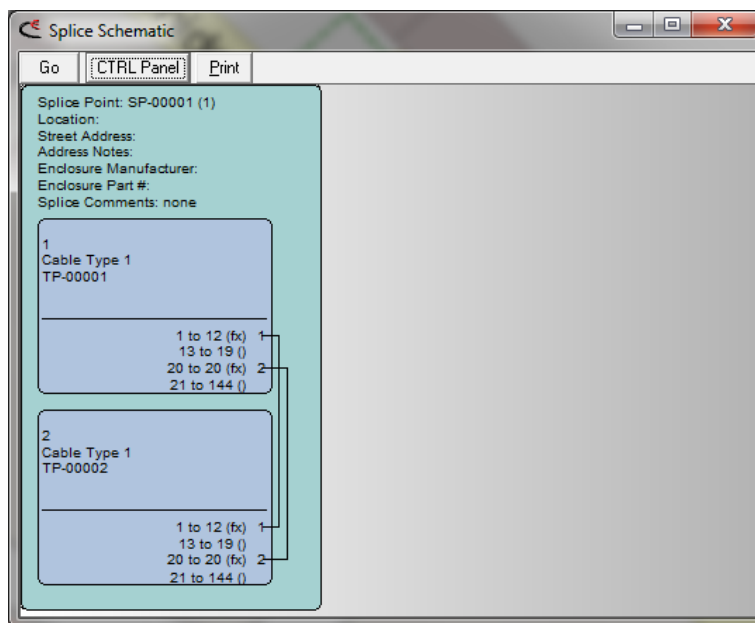 Splice Schematic
Go CTRL Panel Print
Splice Point: SP-00001 (1)
Location:
Street Address:
Address Notes:
Enclosure Manufacturer:
Enclosure Part #:
Splice Comments: none
1
Cable Type 1
TP-00001
1 to 12 (fx) 1
13 to 19 ()
20 to 20 (fx) 2
21 to 144 ()
2
Cable Type 1
TP-00002
1 to 12 (fx) 1
13 to 19 ()
20 to 20 (fx) 2
21 to 144 ()